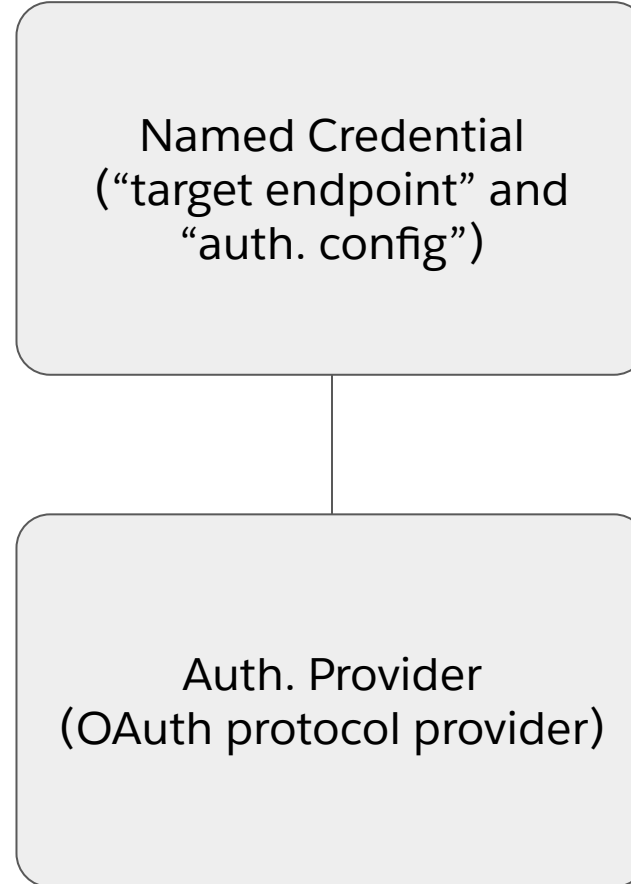 Named Credential
(“target endpoint” and
“auth. config”)
Auth. Provider
(OAuth protocol provider)